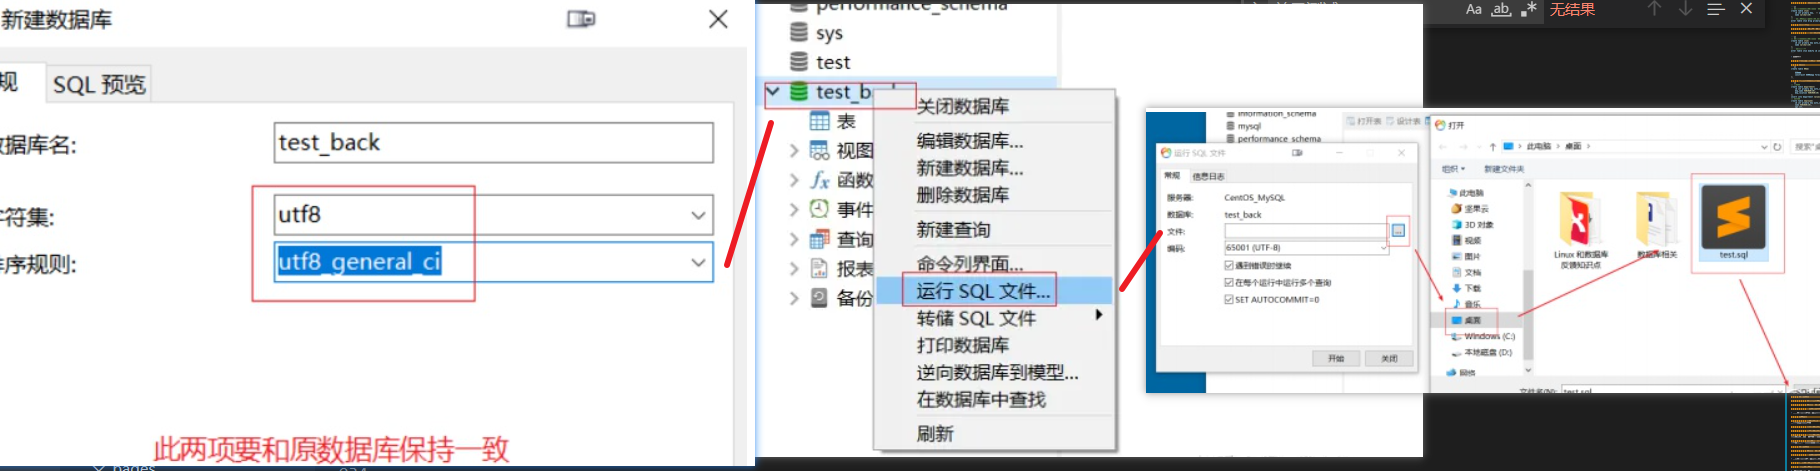 新建数据库
规
SQL 预览
据库名:
test_back
符集:
utf8
序规则:
utf8_general_ci
此两项要和原数据库保持一致
pages
performance_schema
sys
test
test_b
表
视图
函数
事件
查询
报表
备份
关闭数据库
编辑数据库...
新建数据库...
删除数据库
新建查询
命令列界面...
运行 SQL 文件...
转储 SQL 文件
打印数据库
逆向数据库到模型...
在数据库中查找
刷新
Aa
ab
无结果
information_schema
mysql
performance_schema
打开表
设计表
运行 SQL 文件
常规
信息日志
服务器:
CentOS_MySQL
数据库:
test_back
文件:
...
编码:
65001 (UTF-8)
遇到错误时继续
在每个运行中运行多个查询
SET AUTOCOMMIT=0
开始
关闭
打开
此电脑
桌面
组织
新建文件夹
此电脑
坚果云
3D 对象
视频
图片
文档
下载
音乐
桌面
Windows (C:)
本地磁盘 (D:)
网络
Linux 和数据库
反馈知识点
数据库相关
test.sql
文件名(N):
test.sql